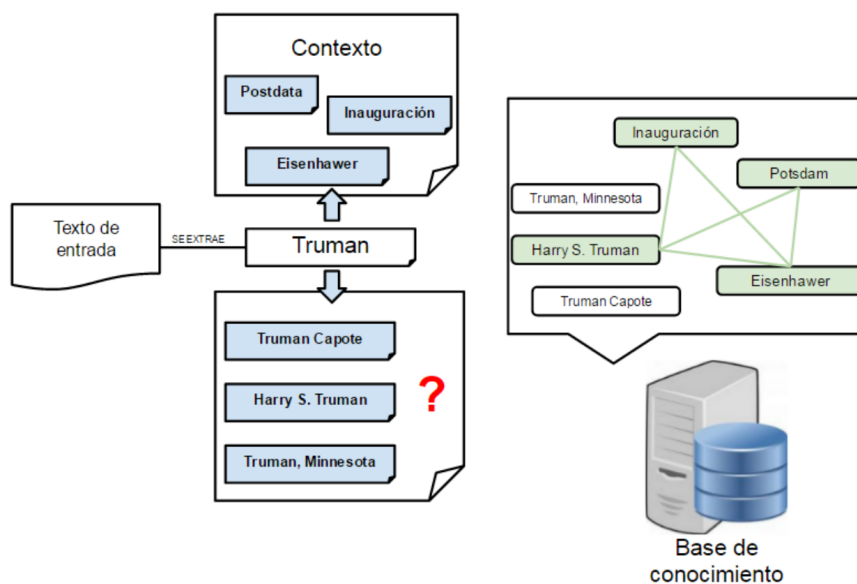 Contexto
Postdata
Inauguración
Eisenhawer
Texto de
entrada
SE EXTRAE
Truman
Truman Capote
Harry S. Truman
?
Truman, Minnesota
Inauguración
Potsdam
Truman, Minnesota
Harry S. Truman
Eisenhawer
Truman Capote
Base de
conocimiento